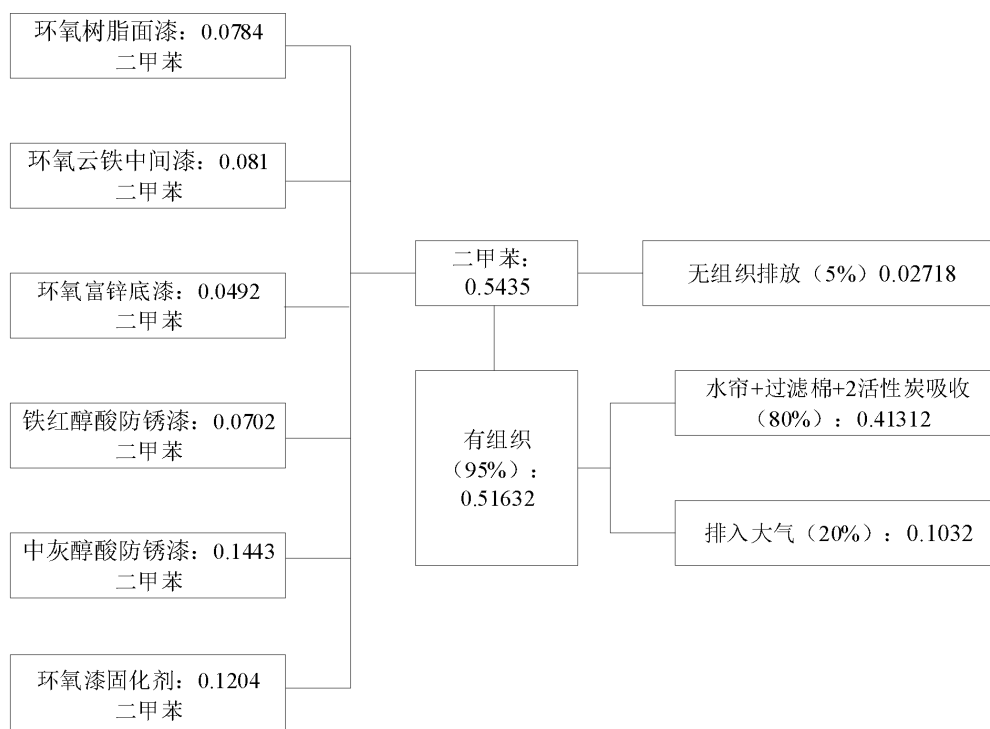 环氧树脂面漆：0.0784
二甲苯
环氧云铁中间漆：0.081
二甲苯
环氧富锌底漆：0.0492
二甲苯
铁红醇酸防锈漆：0.0702
二甲苯
中灰醇酸防锈漆：0.1443
二甲苯
环氧漆固化剂：0.1204
二甲苯
二甲苯：
0.5435
有组织
（95%）：
0.51632
无组织排放（5%）0.02718
水帘+过滤棉+2活性炭吸收
（80%）：0.41312
排入大气（20%）：0.1032